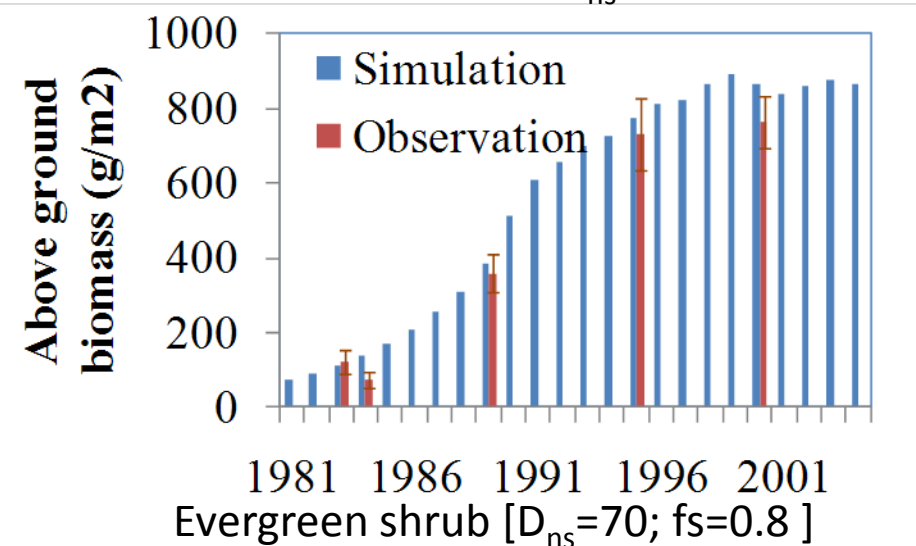 ns
1000
800
600
400
200
0
Above ground
biomass (g/m2)
Simulation
Observation
1981 1986 1991 1996 2001
Evergreen shrub [Dns=70; fs=0.8 ]